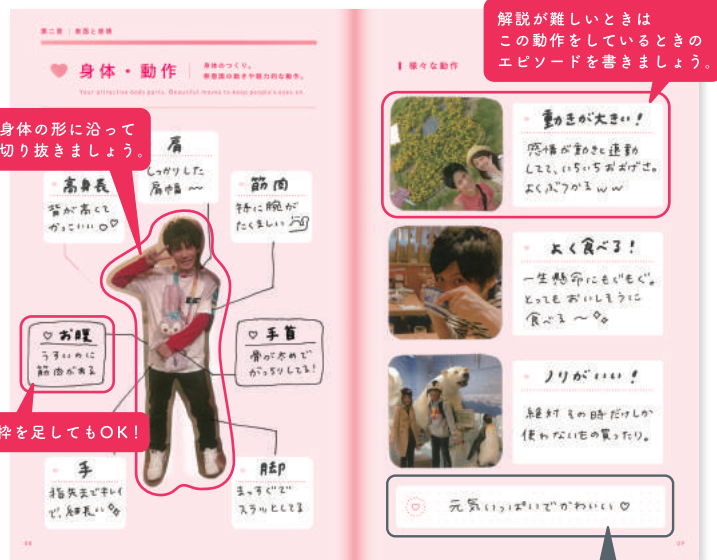 第二章｜表面と感情
身体・動作
身体のつくり。
無意識の動きや魅力的な動作。
Your attractive body parts. Beautiful moves to keep people's eyes on.
身体の形に沿って
切り抜きましょう。
肩
しっかりした
肩幅〜
高身長
背が高くて
かっこいい♡♡
筋肉
特に腕が
たくましい
♡お腹
うすいのに
筋肉がある
♡手首
骨が太めで
がっちりしてる!
枠を足してもOK!
手
指先までキレイ
で、細長い
脚
まっすぐで
スラッとしてる
08
解説が難しいときは
この動作をしているときの
エピソードを書きましょう。
様々な動作
動きが大きい!
感情が動きと連動
してて、いちいちおおげさ。
よくぶつかるww
よく食べる!
一生懸命にもぐもぐ。
とってもおいしそうに
食べる〜
ノリがいい!
絶対その時だけしか
使わないもの買ったり。
元気いっぱいでかわいい♡
09